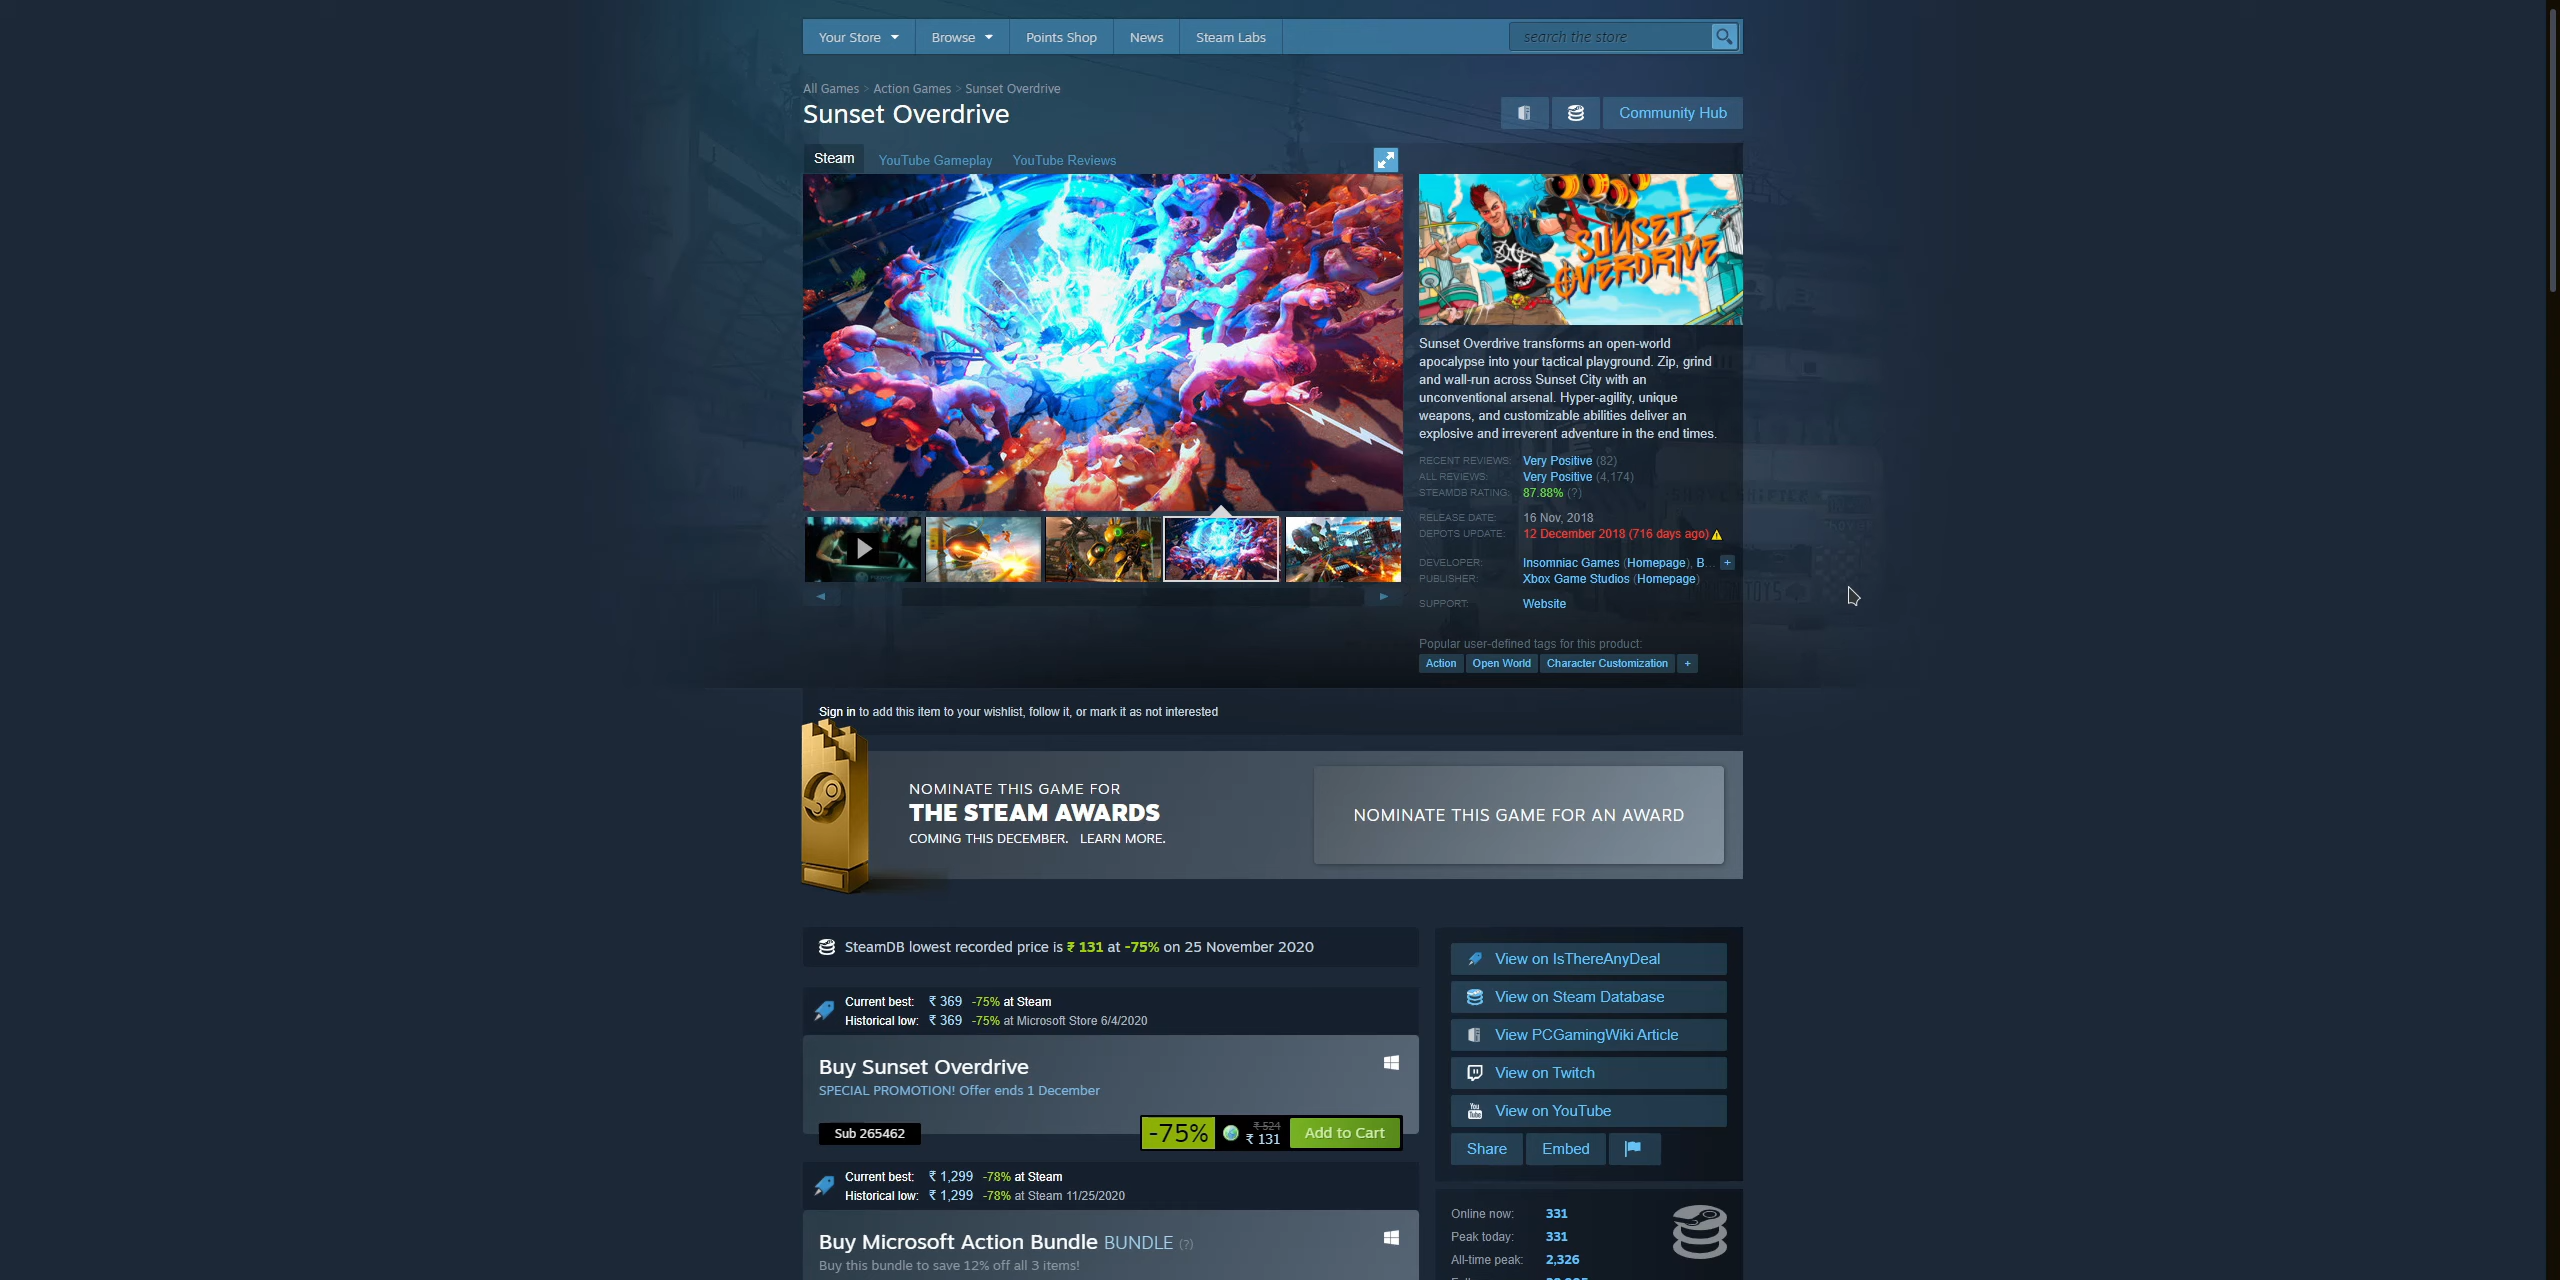 Your Store Browse Points Shop News Steam Labs search the store
All Games > Action Games > Sunset Overdrive
Sunset Overdrive
Community Hub
Steam YouTube Gameplay YouTube Reviews
SUNSET OVERDRIVE
Sunset Overdrive transforms an open-world
apocalypse into your tactical playground. Zip, grind
and wall-run across Sunset City with an
unconventional arsenal. Hyper-agility, unique
weapons, and customizable abilities deliver an
explosive and irreverent adventure in the end times.
RECENT REVIEWS: Very Positive (82)
ALL REVIEWS: Very Positive (4,174)
STEAMDB RATING: 87.88% (?)
RELEASE DATE: 16 Nov, 2018
DEPOTS UPDATE: 12 December 2018 (716 days ago)
DEVELOPER: Insomniac Games (Homepage), B... +
PUBLISHER: Xbox Game Studios (Homepage)
SUPPORT: Website
Popular user-defined tags for this product:
Action Open World Character Customization +
Sign in to add this item to your wishlist, follow it, or mark it as not interested
NOMINATE THIS GAME FOR
THE STEAM AWARDS
COMING THIS DECEMBER. LEARN MORE.
NOMINATE THIS GAME FOR AN AWARD
SteamDB lowest recorded price is ₹ 131 at -75% on 25 November 2020
Current best: ₹ 369 -75% at Steam
Historical low: ₹ 369 -75% at Microsoft Store 6/4/2020
Buy Sunset Overdrive
SPECIAL PROMOTION! Offer ends 1 December
Sub 265462
-75% ₹ 524 ₹ 131 Add to Cart
Current best: ₹ 1,299 -78% at Steam
Historical low: ₹ 1,299 -78% at Steam 11/25/2020
Buy Microsoft Action Bundle BUNDLE (?)
Buy this bundle to save 12% off all 3 items!
View on IsThereAnyDeal
View on Steam Database
View PCGamingWiki Article
View on Twitch
View on YouTube
Share Embed
Online now: 331
Peak today: 331
All-time peak: 2,326